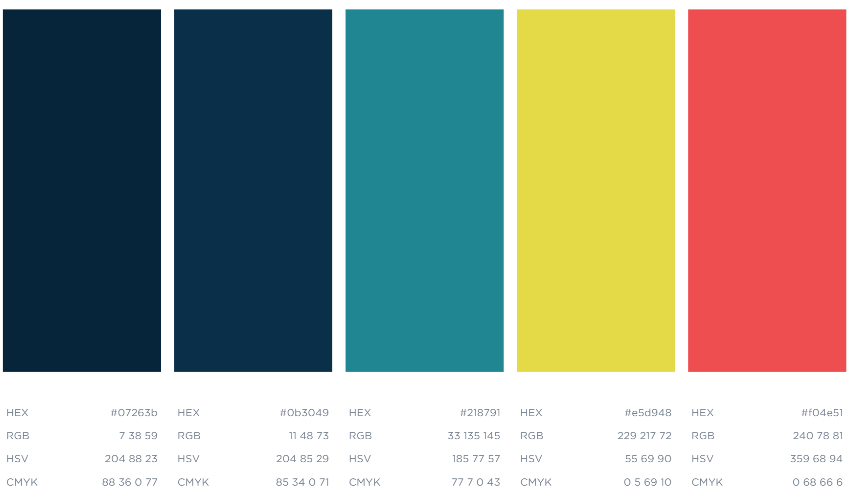 HEX #07263b HEX #0b3049 HEX #218791 HEX #e5d948 HEX #f04e51
RGB 7 38 59 RGB 11 48 73 RGB 33 135 145 RGB 229 217 72 RGB 240 78 81
HSV 204 88 23 HSV 204 85 29 HSV 185 77 57 HSV 55 69 90 HSV 359 68 94
CMYK 88 36 0 77 CMYK 85 34 0 71 CMYK 77 7 0 43 CMYK 0 5 69 10 CMYK 0 68 66 6